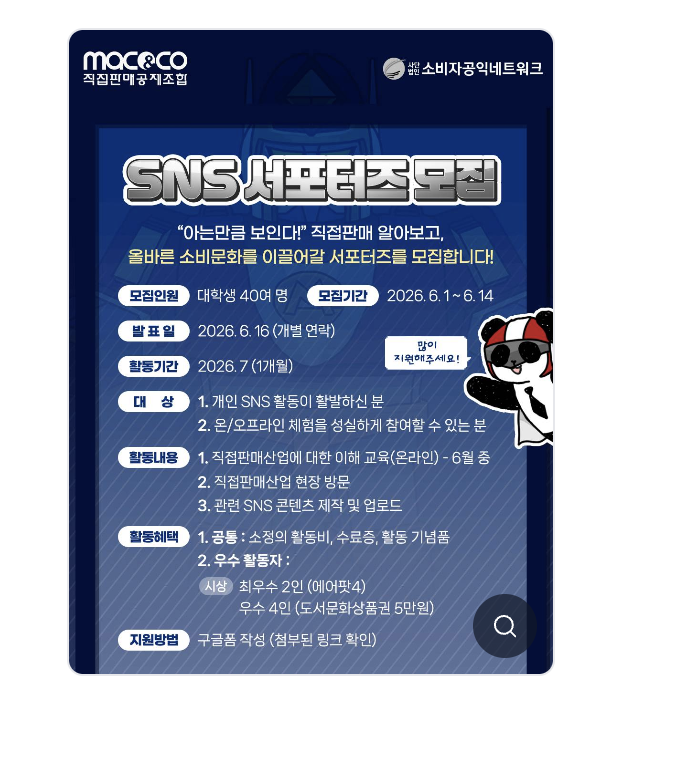 macco
직접판매공제조합
사단법인 소비자공익네트워크
SNS 서포터즈 모집
“아는만큼 보인다!” 직접판매 알아보고,
올바른 소비문화를 이끌어갈 서포터즈를 모집합니다!
모집인원 대학생 40여 명 모집기간 2026. 6. 1 ~ 6. 14
발 표 일 2026. 6. 16 (개별 연락)
많이
지원해주세요!
활동기간 2026. 7 (1개월)
대 상 1. 개인 SNS 활동이 활발하신 분
2. 온/오프라인 체험을 성실하게 참여할 수 있는 분
활동내용 1. 직접판매산업에 대한 이해 교육(온라인) - 6월 중
2. 직접판매산업 현장 방문
3. 관련 SNS 콘텐츠 제작 및 업로드
활동혜택 1. 공통 : 소정의 활동비, 수료증, 활동 기념품
2. 우수 활동자 :
시상 최우수 2인 (에어팟4)
우수 4인 (도서문화상품권 5만원)
지원방법 구글폼 작성 (첨부된 링크 확인)